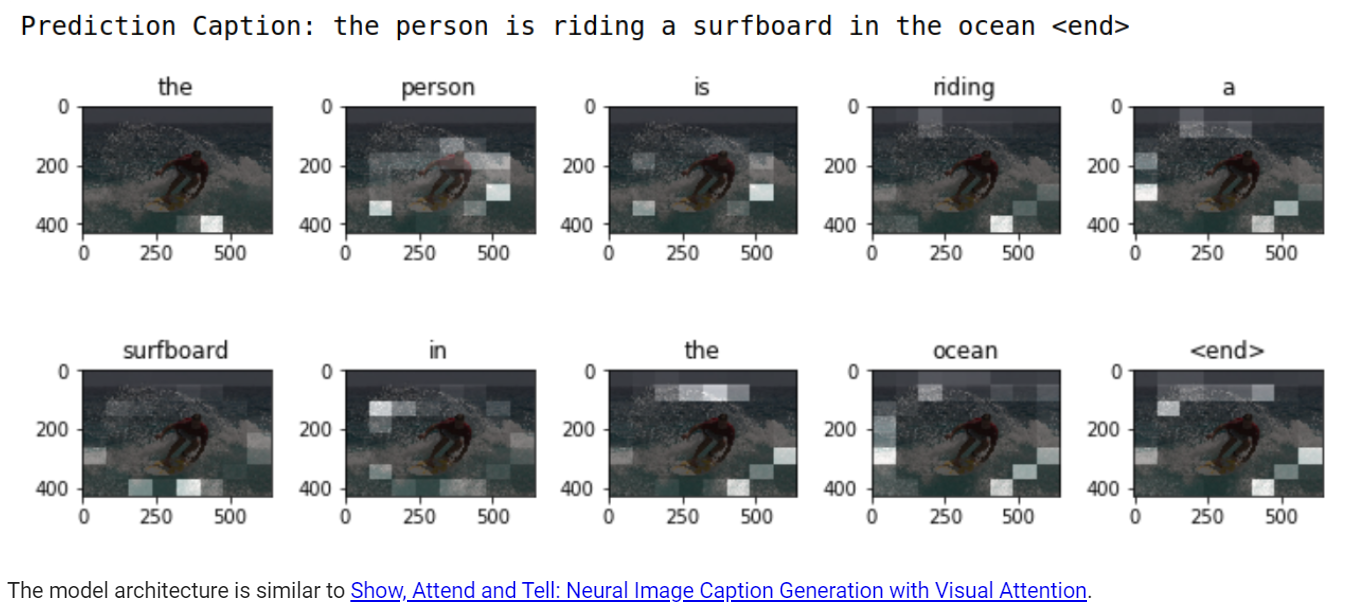 Prediction Caption: the person is riding a surfboard in the ocean <end>
the person is riding a
0 0 0 0 0
200 200 200 200 200
400 400 400 400 400
0 250 500 0 250 500 0 250 500 0 250 500 0 250 500
surfboard in the ocean <end>
0 0 0 0 0
200 200 200 200 200
400 400 400 400 400
0 250 500 0 250 500 0 250 500 0 250 500 0 250 500
The model architecture is similar to Show, Attend and Tell: Neural Image Caption Generation with Visual Attention.